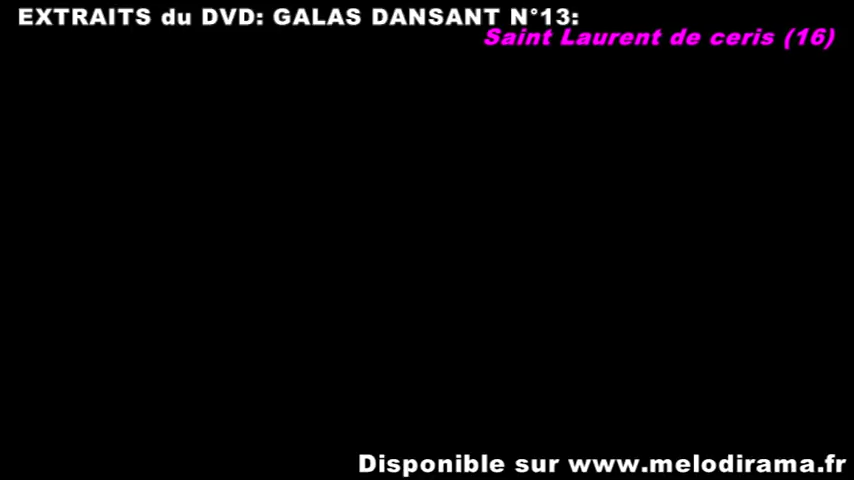 EXTRAITS du DVD: GALAS DANSANT N°13:
Saint Laurent de ceris (16)
Disponible sur www.melodirama.fr